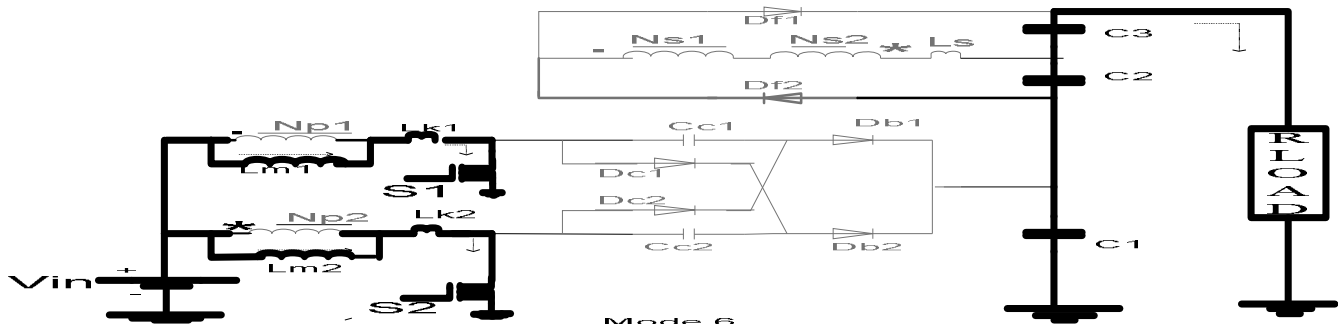 Df1
C3
Ns1 Ns2 * Ls
C2
Df2
Np1 Lk1 Cc1 Db1
Lm1 S1 Dc1
RLOAD
Dc2
* Np2 Lk2
Cc2 Db2 C1
Lm2
Vin + -
S2
Mode 6